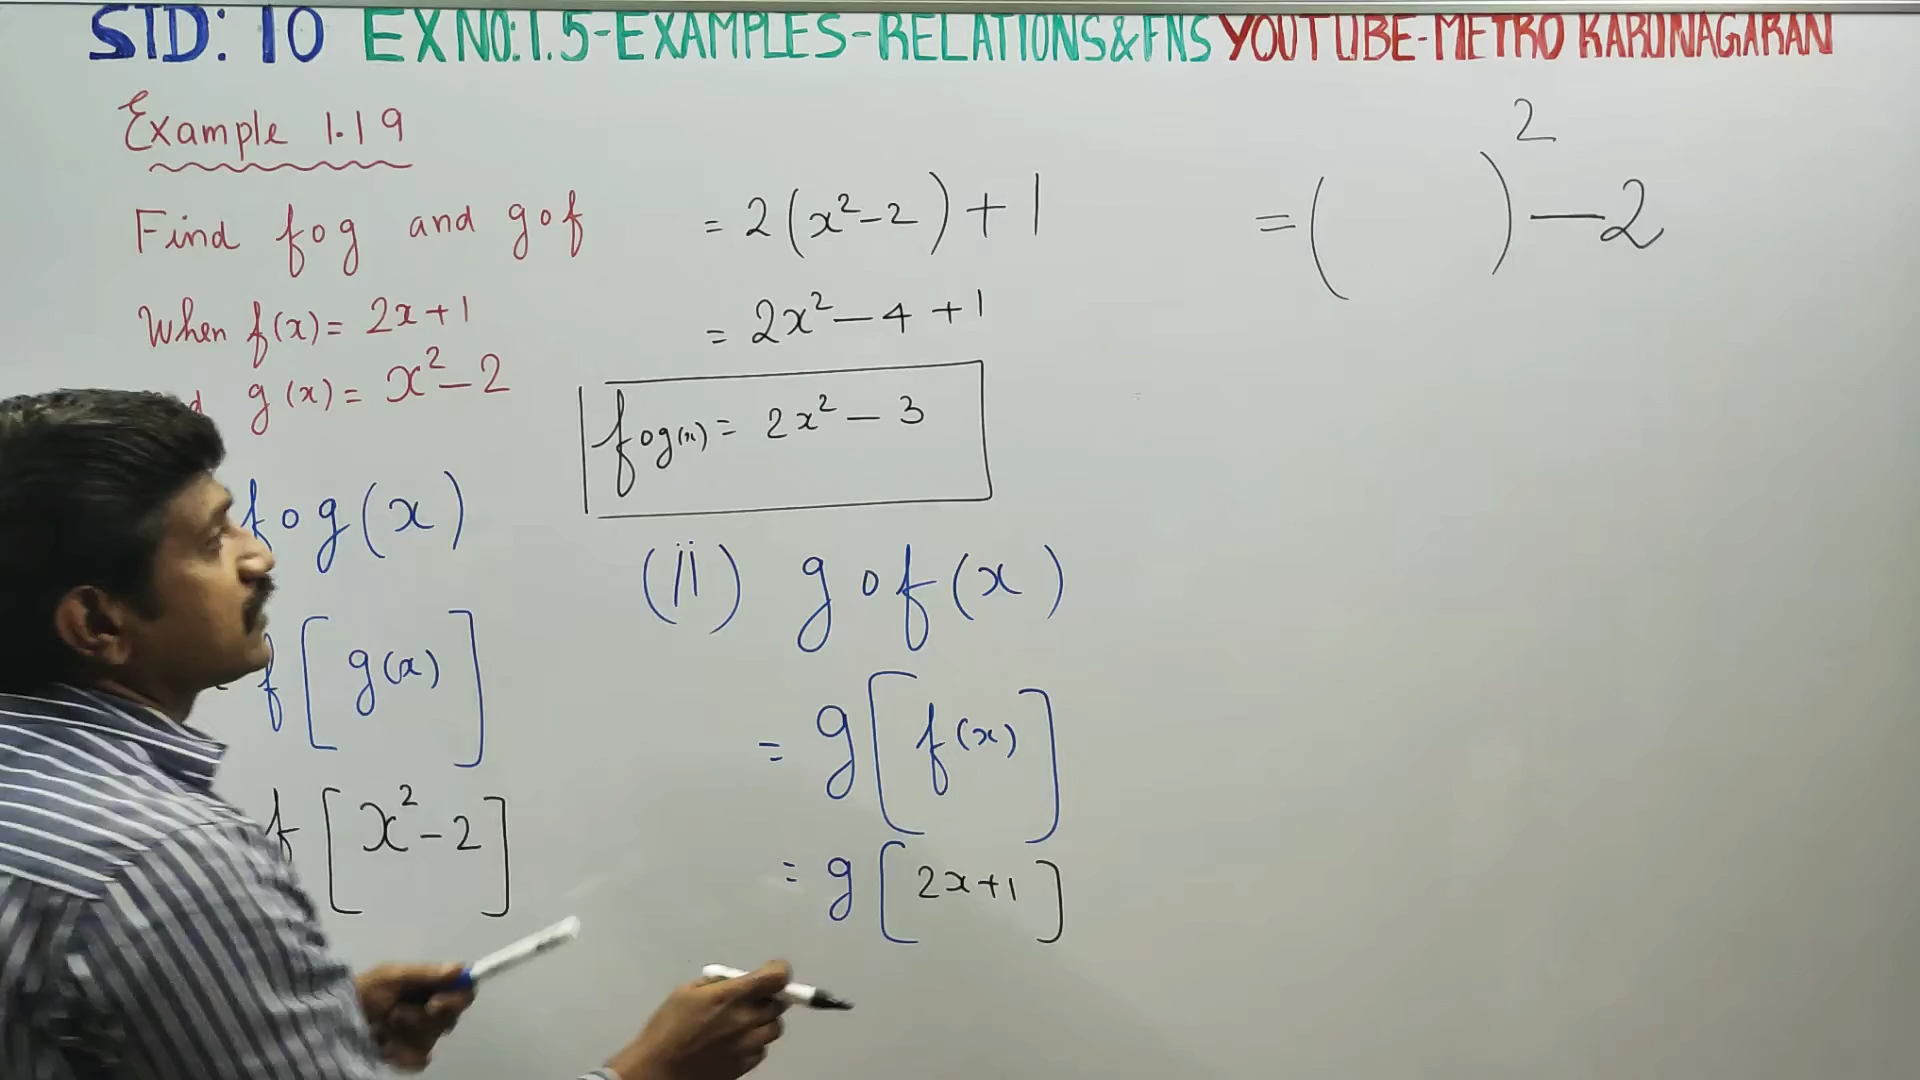 STD: 10 EX NO:1.5-EXAMPLES-RELATIONS&FNS YOUTUBE-METRO KARUNAGARAN
Example 1.19
Find fog and gof
When f(x)= 2x+1
g(x)= x²-2
fog(x)
f[g(x)]
f[x²-2]
= 2(x²-2)+1
= 2x²-4+1
fog(x)= 2x²-3
(ii) gof(x)
= g[f(x)]
= g[2x+1]
=( )²-2